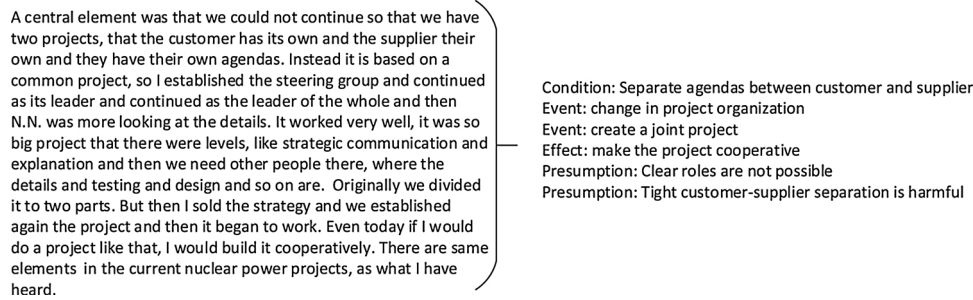 A central element was that we could not continue so that we have
two projects, that the customer has its own and the supplier their
own and they have their own agendas. Instead it is based on a
common project, so I established the steering group and continued
as its leader and continued as the leader of the whole and then
N.N. was more looking at the details. It worked very well, it was so
big project that there were levels, like strategic communication and
explanation and then we need other people there, where the
details and testing and design and so on are. Originally we divided
it to two parts. But then I sold the strategy and we established
again the project and then it began to work. Even today if I would
do a project like that, I would build it cooperatively. There are same
elements in the current nuclear power projects, as what I have
heard.
Condition: Separate agendas between customer and supplier
Event: change in project organization
Event: create a joint project
Effect: make the project cooperative
Presumption: Clear roles are not possible
Presumption: Tight customer-supplier separation is harmful